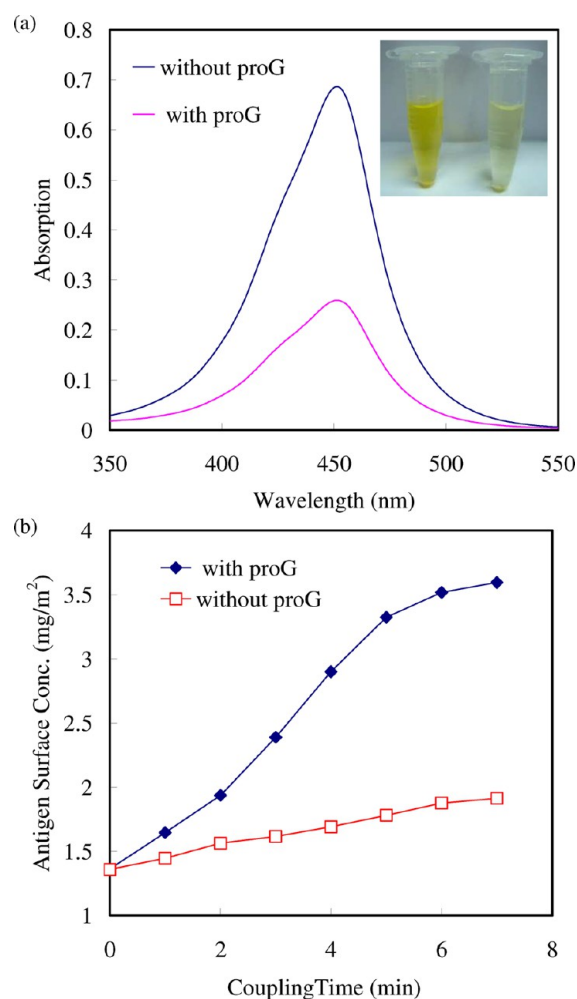 (a)
0.8
0.7
0.6
0.5
0.4
0.3
0.2
0.1
0
Absorption
without proG
with proG
350 400 450 500 550
Wavelength (nm)
(b)
4
3.5
3
2.5
2
1.5
1
Antigen Surface Conc. (mg/m²)
with proG
without proG
0 2 4 6 8
CouplingTime (min)